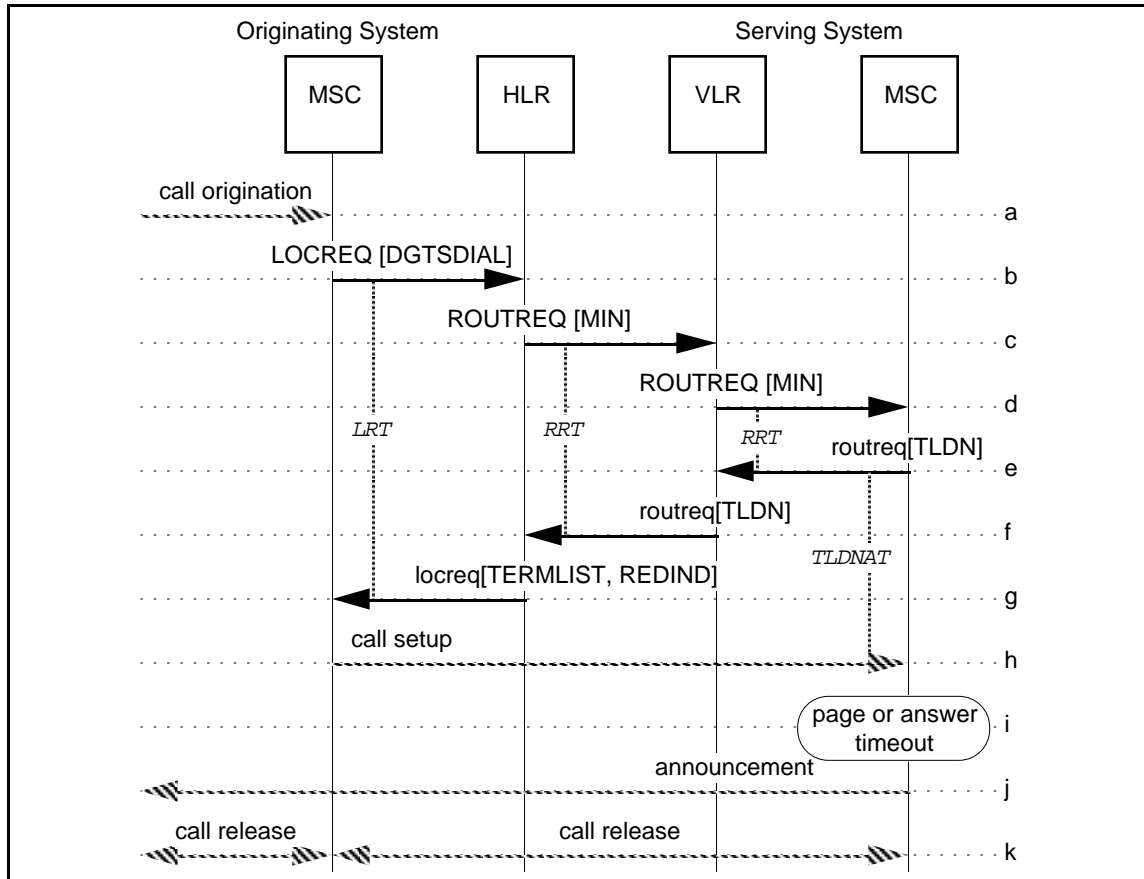 Originating System
Serving System
MSC
HLR
VLR
MSC
call origination
a
LOCREQ [DGTSDIAL]
b
ROUTREQ [MIN]
c
ROUTREQ [MIN]
d
LRT
RRT
RRT
routreq[TLDN]
e
routreq[TLDN]
f
TLDNAT
locreq[TERMLIST, REDIND]
g
call setup
h
page or answer
timeout
i
announcement
j
call release
call release
k